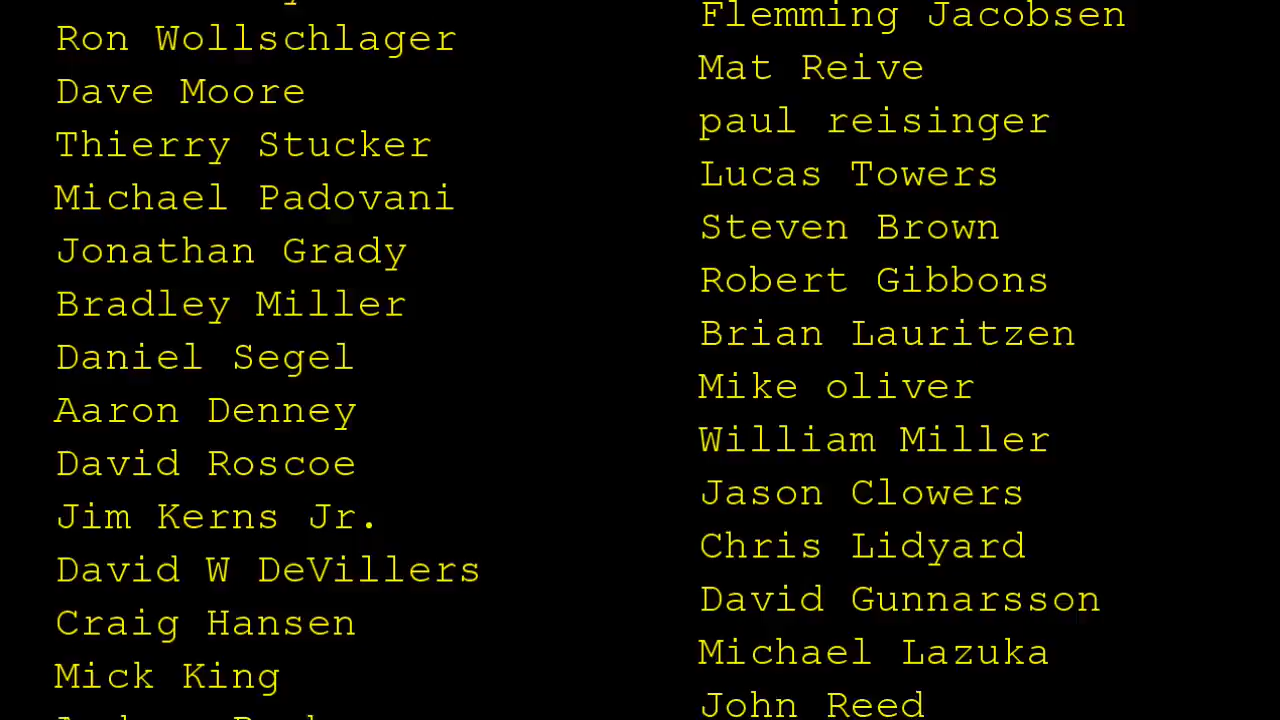 Ron Wollschlager
Dave Moore
Thierry Stucker
Michael Padovani
Jonathan Grady
Bradley Miller
Daniel Segel
Aaron Denney
David Roscoe
Jim Kerns Jr.
David W DeVillers
Craig Hansen
Mick King
Flemming Jacobsen
Mat Reive
paul reisinger
Lucas Towers
Steven Brown
Robert Gibbons
Brian Lauritzen
Mike oliver
William Miller
Jason Clowers
Chris Lidyard
David Gunnarsson
Michael Lazuka
John Reed